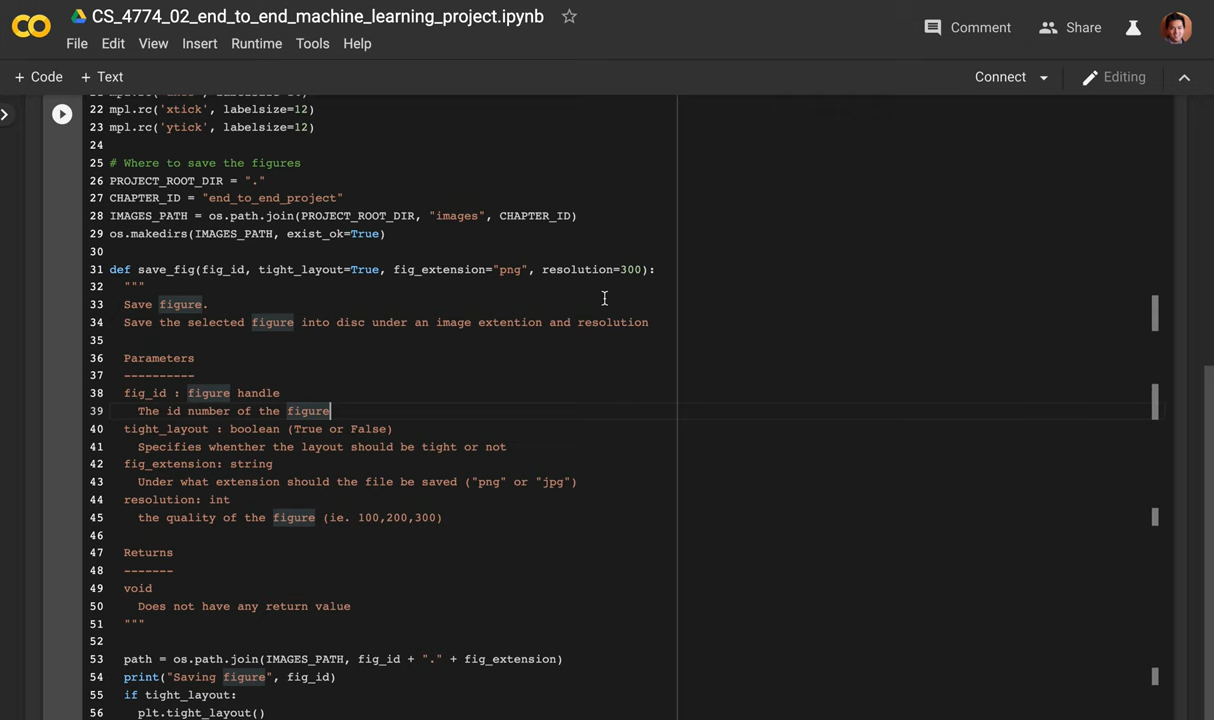 CO CS_4774_02_end_to_end_machine_learning_project.ipynb
File Edit View Insert Runtime Tools Help
Comment Share
+ Code + Text
Connect Editing
22 mpl.rc('xtick', labelsize=12)
23 mpl.rc('ytick', labelsize=12)
24
25 # Where to save the figures
26 PROJECT_ROOT_DIR = "."
27 CHAPTER_ID = "end_to_end_project"
28 IMAGES_PATH = os.path.join(PROJECT_ROOT_DIR, "images", CHAPTER_ID)
29 os.makedirs(IMAGES_PATH, exist_ok=True)
30
31 def save_fig(fig_id, tight_layout=True, fig_extension="png", resolution=300):
32 """
33 Save figure.
34 Save the selected figure into disc under an image extention and resolution
35
36 Parameters
37 ----------
38 fig_id : figure handle
39 The id number of the figure
40 tight_layout : boolean (True or False)
41 Specifies whenther the layout should be tight or not
42 fig_extension: string
43 Under what extension should the file be saved ("png" or "jpg")
44 resolution: int
45 the quality of the figure (ie. 100,200,300)
46
47 Returns
48 -------
49 void
50 Does not have any return value
51 """
52
53 path = os.path.join(IMAGES_PATH, fig_id + "." + fig_extension)
54 print("Saving figure", fig_id)
55 if tight_layout:
56 plt.tight_layout()